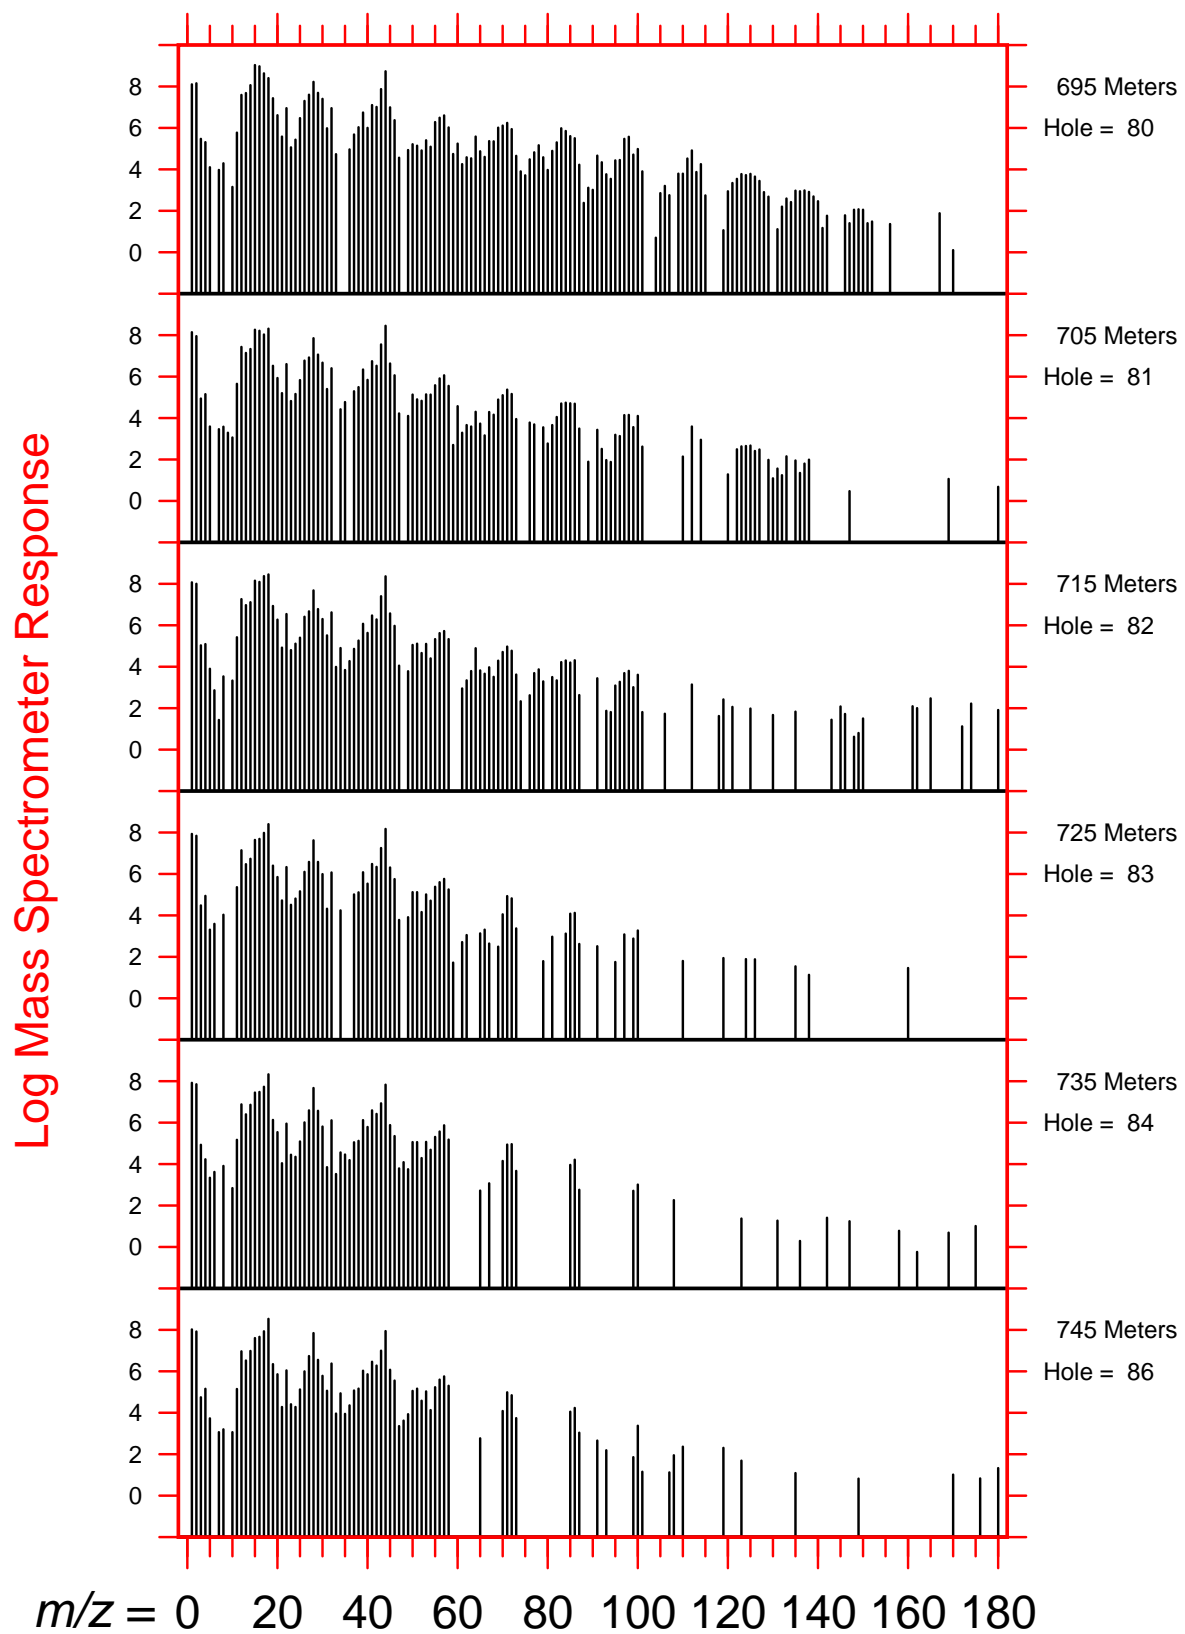 8
6
4
2
0
695 Meters
Hole = 80
8
6
4
2
0
705 Meters
Hole = 81
8
6
4
2
0
715 Meters
Hole = 82
8
6
4
2
0
725 Meters
Hole = 83
8
6
4
2
0
735 Meters
Hole = 84
8
6
4
2
0
745 Meters
Hole = 86
Log Mass Spectrometer Response
m/z = 0 20 40 60 80 100 120 140 160 180